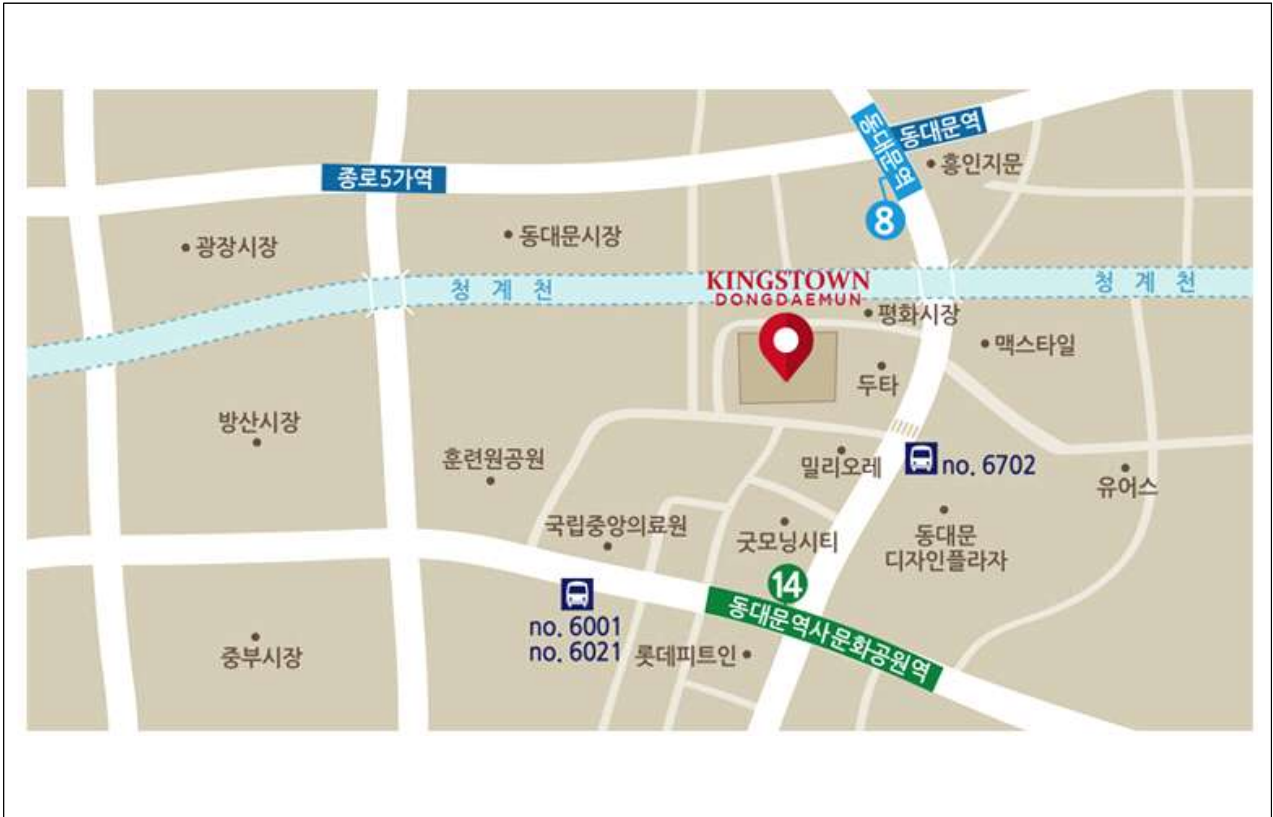 동대문역
동대문역
흥인지문
종로5가역
8
광장시장
동대문시장
청 계 천
KINGSTOWN
DONGDAEMUN
청 계 천
평화시장
맥스타일
두타
방산시장
훈련원공원
밀리오레
no. 6702
유어스
국립중앙의료원
굿모닝시티
동대문
디자인플라자
14
동대문역사문화공원역
no. 6001
no. 6021
롯데피트인
중부시장